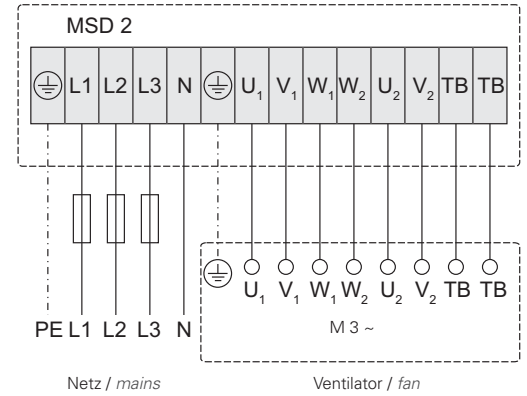 MSD 2
L1 L2 L3 N U₁ V₁ W₁ W₂ U₂ V₂ TB TB
U₁ V₁ W₁ W₂ U₂ V₂ TB TB
PE L1 L2 L3 N M 3 ~
Netz / mains Ventilator / fan